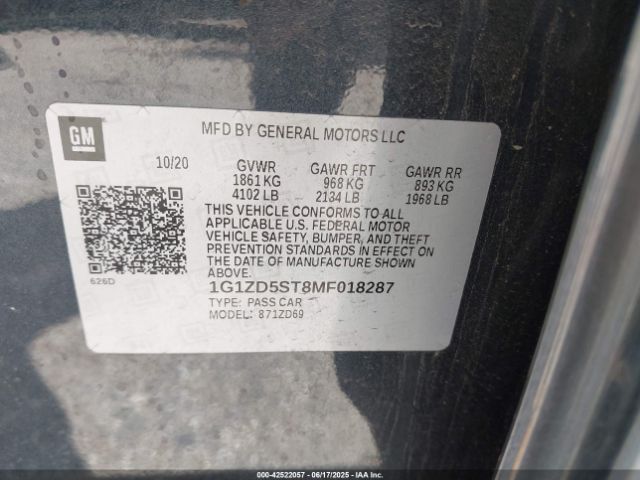 GM
MFD BY GENERAL MOTORS LLC
10/20 GVWR GAWR FRT GAWR RR
1861 KG 968 KG 893 KG
4102 LB 2134 LB 1968 LB
THIS VEHICLE CONFORMS TO ALL
APPLICABLE U.S. FEDERAL MOTOR
VEHICLE SAFETY, BUMPER, AND THEFT
PREVENTION STANDARDS IN EFFECT ON
THE DATE OF MANUFACTURE SHOWN
ABOVE.
626D
1G1ZD5ST8MF018287
TYPE: PASS CAR
MODEL: 871ZD69
FOR 42522057 - 06/17/2025 - IAAI.COM